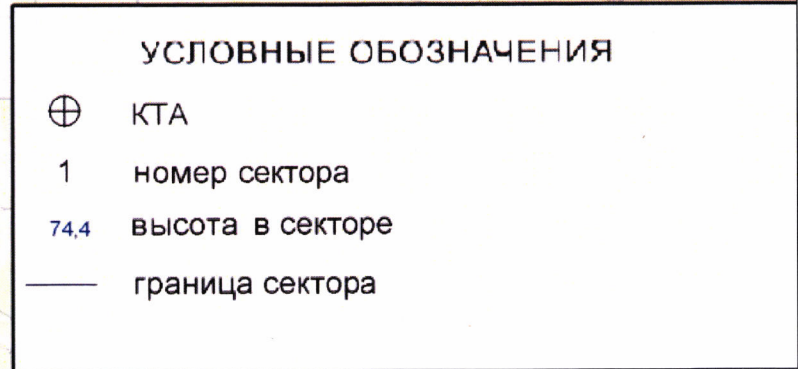 УСЛОВНЫЕ ОБОЗНАЧЕНИЯ
КТА
1 номер сектора
74,4 высота в секторе
граница сектора